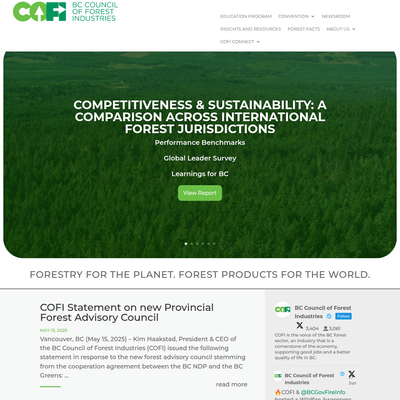 COFI
BC COUNCIL
OF FOREST
INDUSTRIES
EDUCATION PROGRAM CONVENTION NEWSROOM
INSIGHTS AND RESOURCES FOREST FACTS ABOUT US
COFI CONNECT
COMPETITIVENESS & SUSTAINABILITY: A
COMPARISON ACROSS INTERNATIONAL
FOREST JURISDICTIONS
Performance Benchmarks
Global Leader Survey
Learnings for BC
View Report
FORESTRY FOR THE PLANET. FOREST PRODUCTS FOR THE WORLD.
COFI Statement on new Provincial
Forest Advisory Council
MAY 15, 2025
Vancouver, BC (May 15, 2025) – Kim Haakstad, President & CEO of
the BC Council of Forest Industries (COFI) issued the following
statement in response to the new forest advisory council stemming
from the cooperation agreement between the BC NDP and the BC
Greens: ...
read more
BC Council of Forest
Industries
Follow
3,404 3,061
COFI is the voice of the BC forest
sector, an industry that is a
cornerstone of the economy,
supporting good jobs and a better
quality of life in BC.
BC Council of Forest
Industries
Jun
COFI & @BCGovFireInfo
hosted a Wildfire Awareness